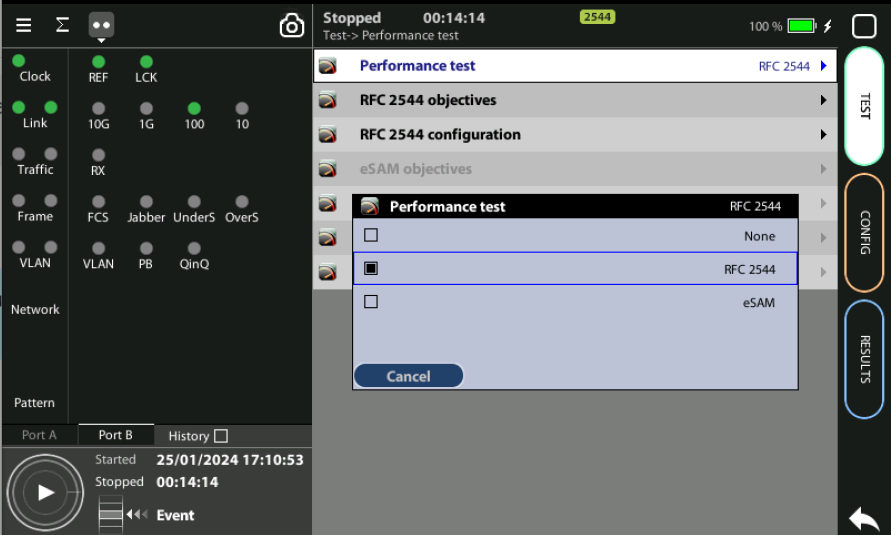 Σ
Stopped 00:14:14 2544 100 %
Test-> Performance test
Clock REF LCK
Link 10G 1G 100 10
Traffic RX
Frame FCS Jabber UnderS OverS
VLAN VLAN PB QinQ
Network
Pattern
Port A Port B History
Started 25/01/2024 17:10:53
Stopped 00:14:14
Event
Performance test RFC 2544
RFC 2544 objectives
RFC 2544 configuration
eSAM objectives
Performance test RFC 2544
None
RFC 2544
eSAM
Cancel
TEST
CONFIG
RESULTS